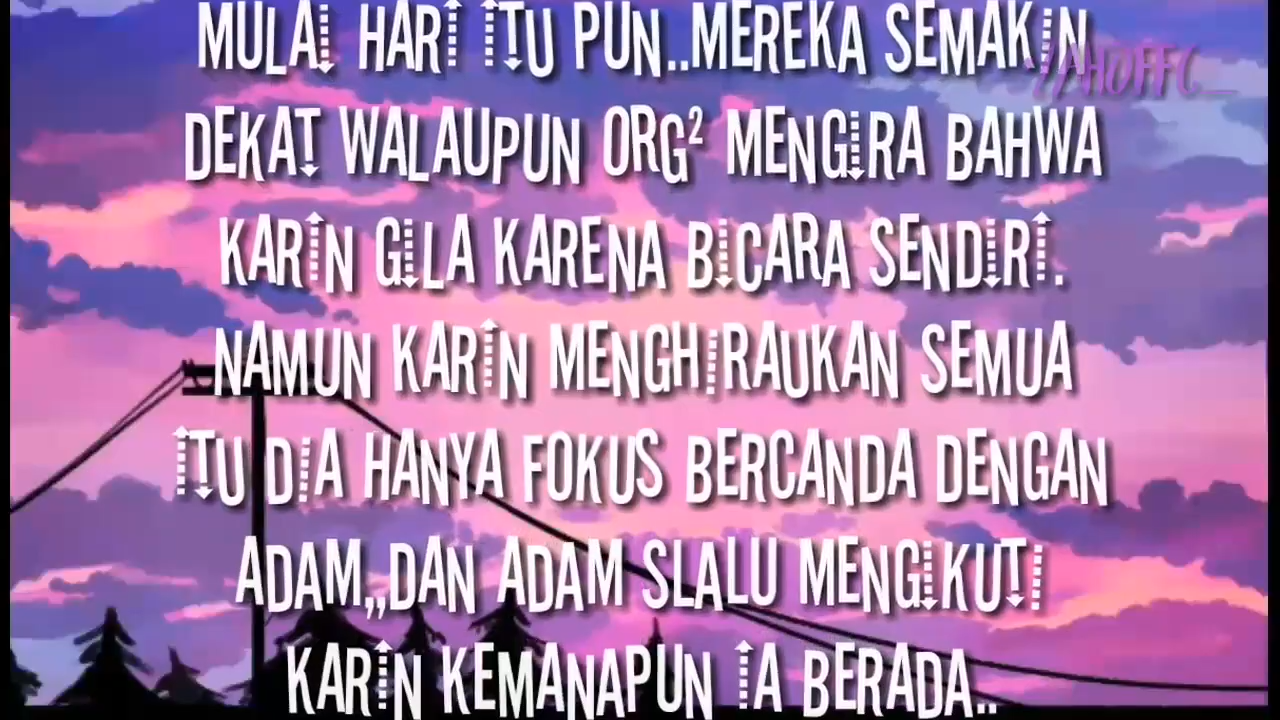 MULAI HARI ITU PUN..MEREKA SEMAKIN
YAHOFFC_
DEKAT WALAUPUN ORG² MENGIRA BAHWA
KARIN GILA KARENA BICARA SENDIRI.
NAMUN KARIN MENGHIRAUKAN SEMUA
ITU DIA HANYA FOKUS BERCANDA DENGAN
ADAM,,DAN ADAM SLALU MENGIKUTI
KARIN KEMANAPUN IA BERADA..